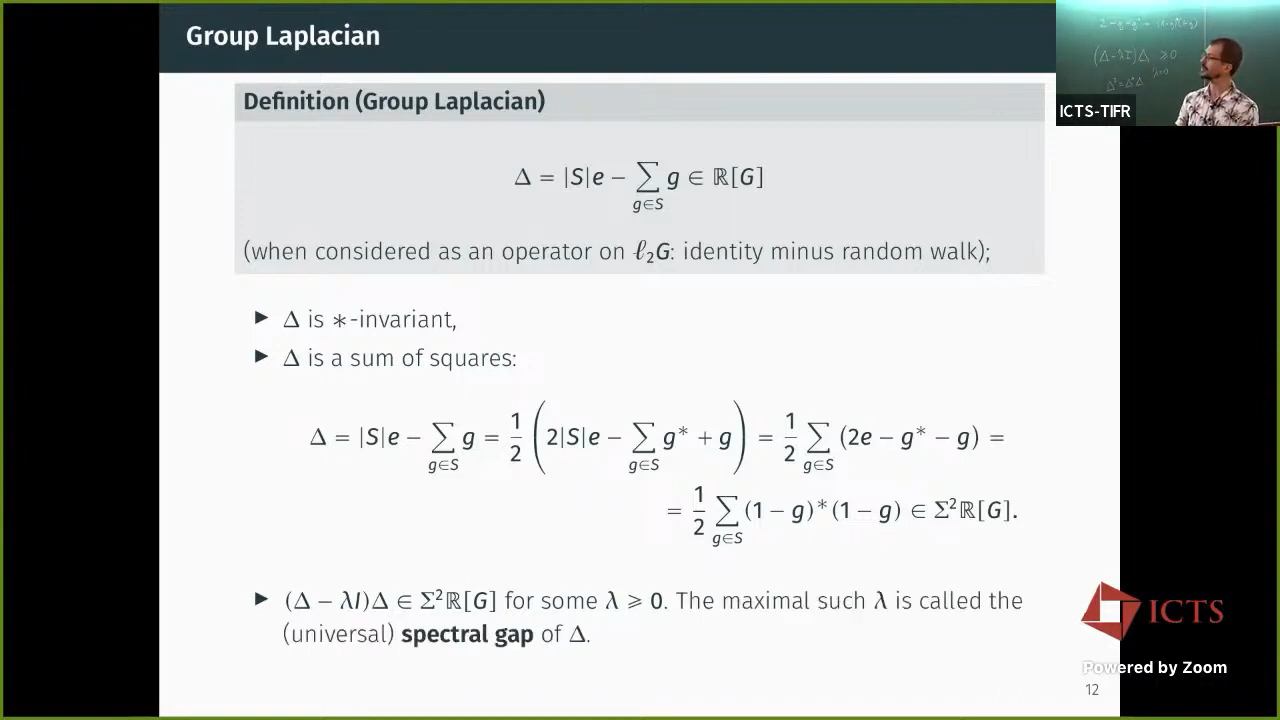 Group Laplacian
Definition (Group Laplacian)
Δ = |S|e − ∑_{g∈S} g ∈ ℝ[G]
(when considered as an operator on ℓ₂G: identity minus random walk);
▶ Δ is ∗-invariant,
▶ Δ is a sum of squares:
Δ = |S|e − ∑_{g∈S} g = 1/2 (2|S|e − ∑_{g∈S} g* + g) = 1/2 ∑_{g∈S} (2e − g* − g) =
= 1/2 ∑_{g∈S} (1 − g)*(1 − g) ∈ Σ²ℝ[G].
▶ (Δ − λI)Δ ∈ Σ²ℝ[G] for some λ ⩾ 0. The maximal such λ is called the
(universal) spectral gap of Δ.
12
(Δ-λI)Δ ⩾0
λ=0
Δ²=Δ*Δ
ICTS-TIFR
ICTS
Powered by Zoom